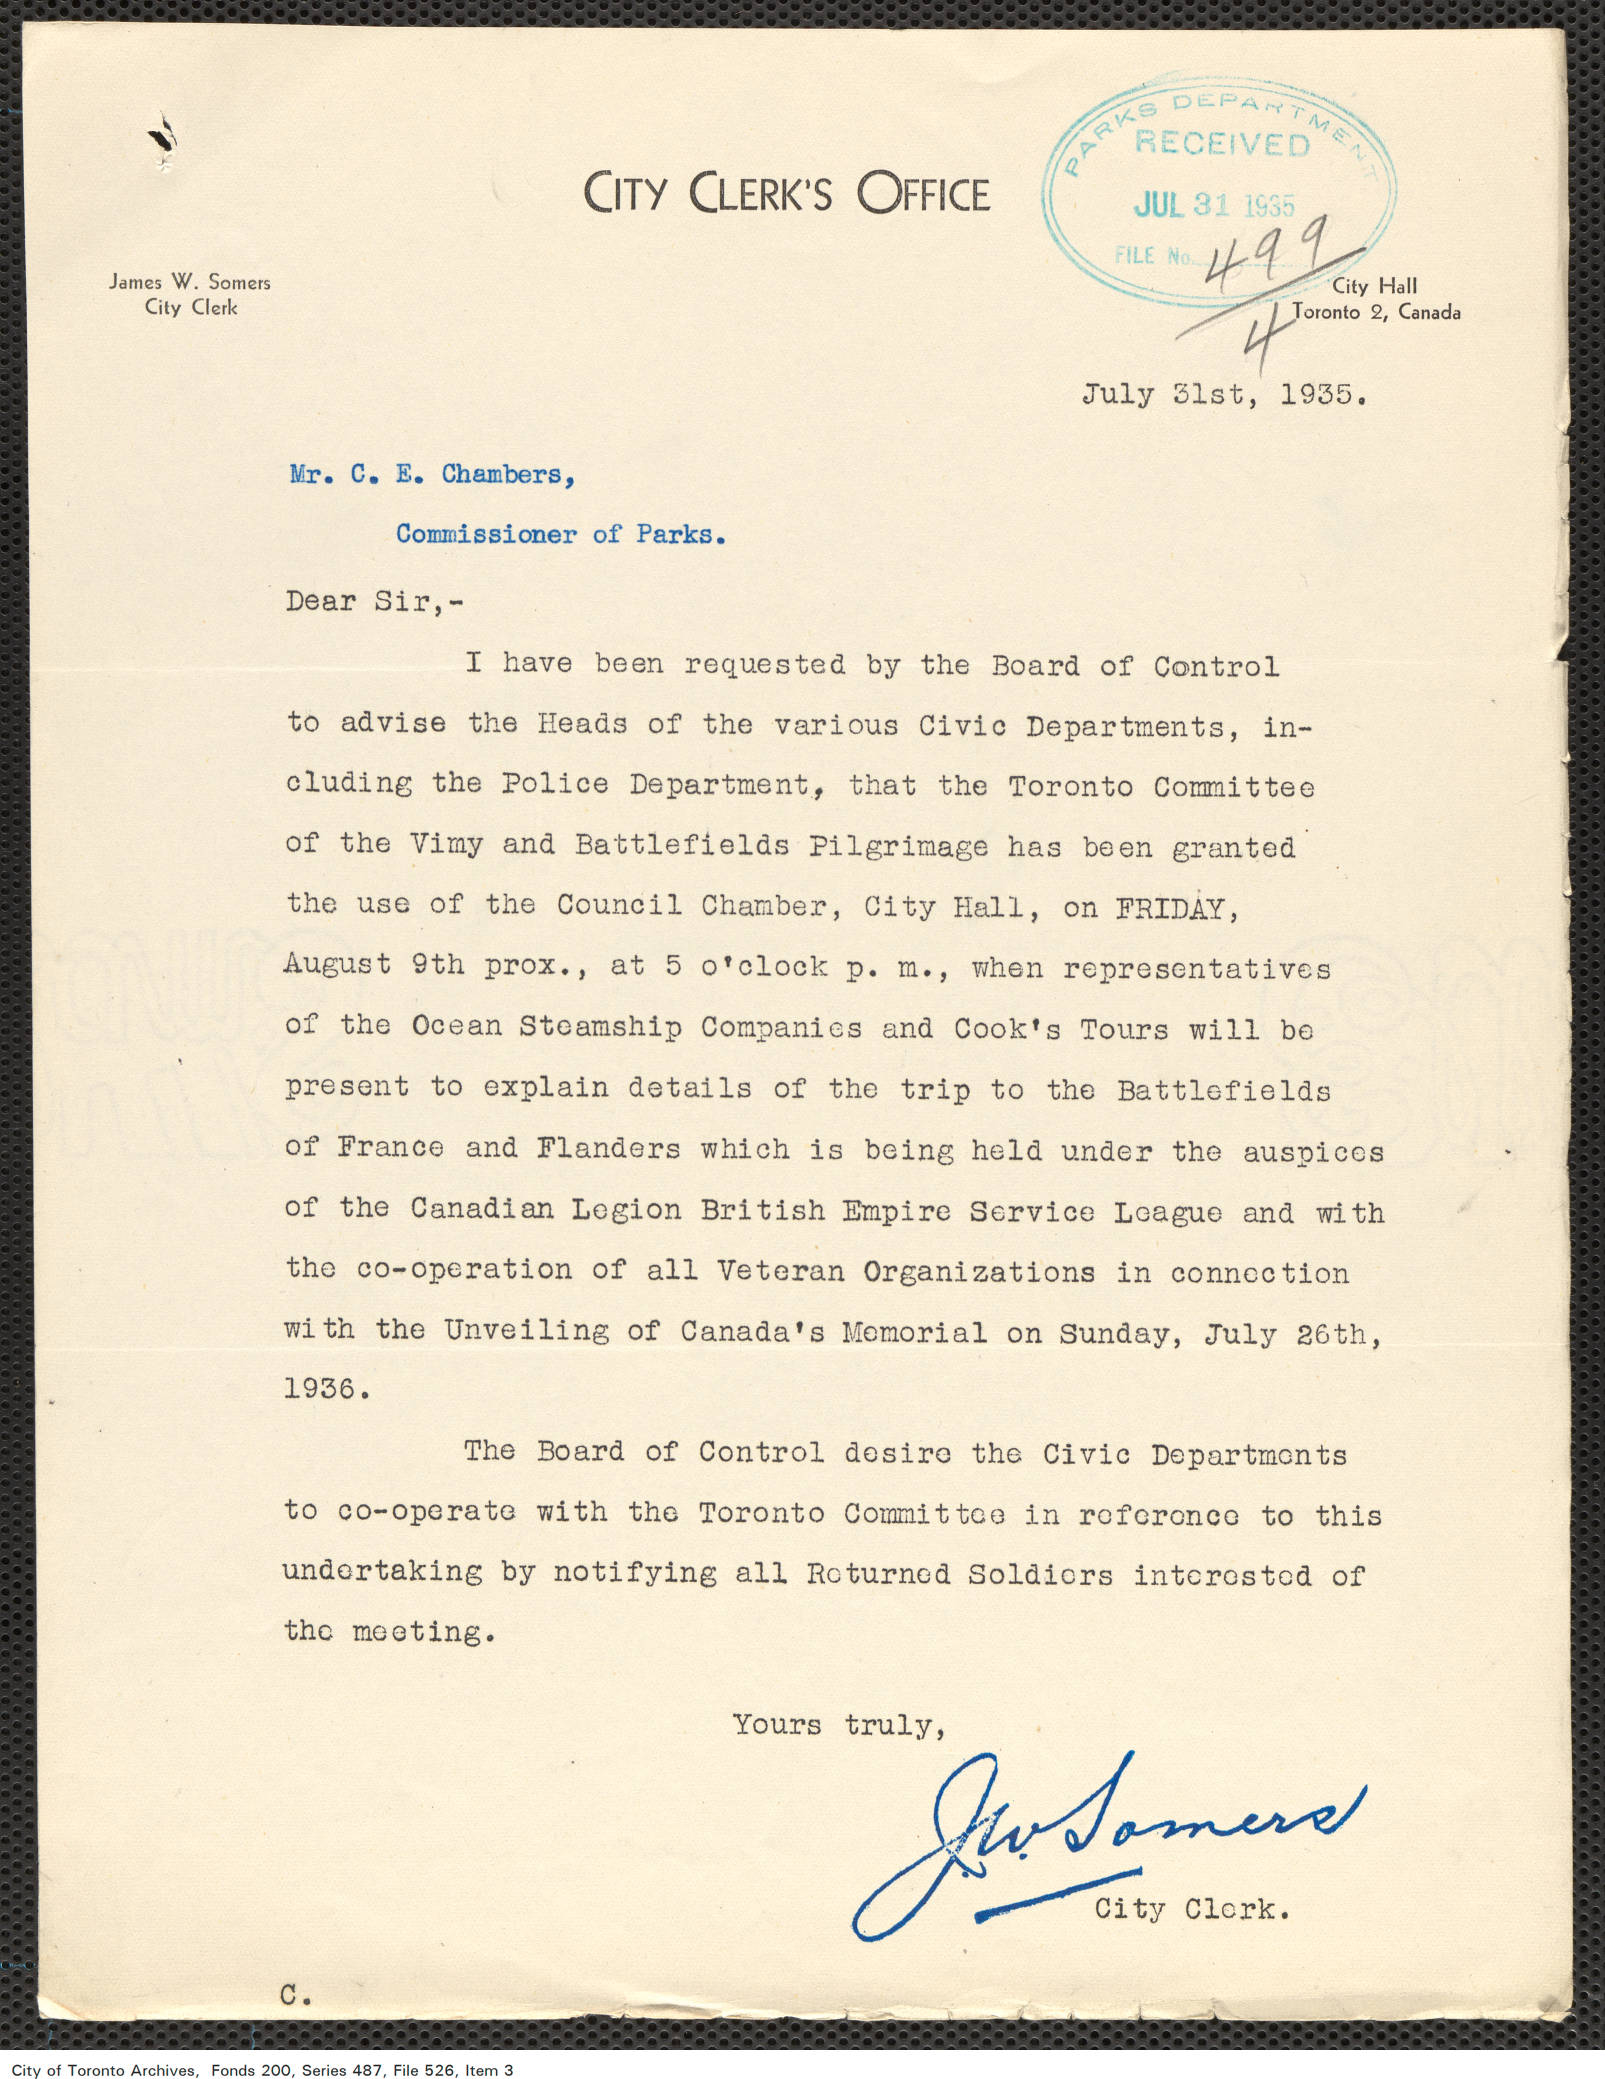 PARKS DEPARTMENT
RECEIVED
JUL 31 1935
FILE No. 499
4
CITY CLERK'S OFFICE
James W. Somers
City Clerk
City Hall
Toronto 2, Canada
July 31st, 1935.
Mr. C. E. Chambers,
Commissioner of Parks.
Dear Sir,-
I have been requested by the Board of Control
to advise the Heads of the various Civic Departments, in-
cluding the Police Department, that the Toronto Committee
of the Vimy and Battlefields Pilgrimage has been granted
the use of the Council Chamber, City Hall, on FRIDAY,
August 9th prox., at 5 o'clock p. m., when representatives
of the Ocean Steamship Companies and Cook's Tours will be
present to explain details of the trip to the Battlefields
of France and Flanders which is being held under the auspices
of the Canadian Legion British Empire Service League and with
the co-operation of all Veteran Organizations in connection
with the Unveiling of Canada's Memorial on Sunday, July 26th,
1936.
The Board of Control desire the Civic Departments
to co-operate with the Toronto Committee in reference to this
undertaking by notifying all Returned Soldiers interested of
the meeting.
Yours truly,
J.W. Somers
City Clerk.
C.
City of Toronto Archives, Fonds 200, Series 487, File 526, Item 3